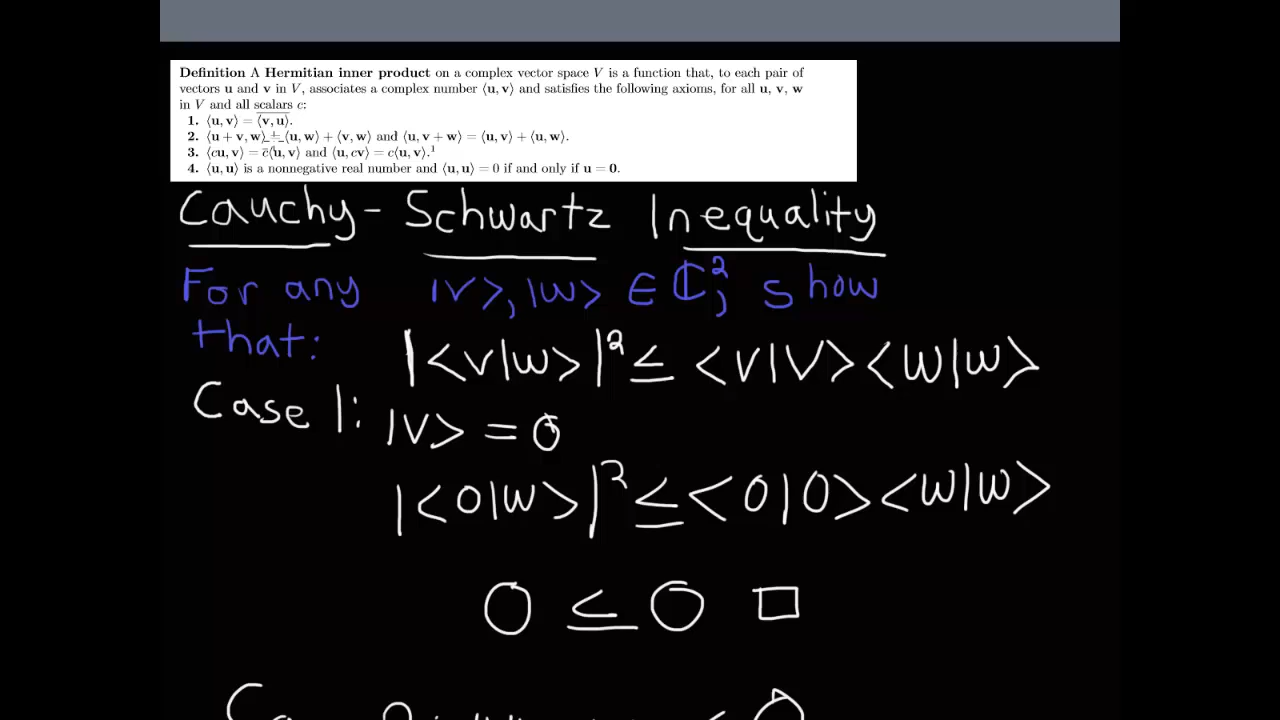 Definition A Hermitian inner product on a complex vector space V is a function that, to each pair of
vectors u and v in V, associates a complex number ⟨u, v⟩ and satisfies the following axioms, for all u, v, w
in V and all scalars c:
1. ⟨u, v⟩ = \overline{⟨v, u⟩}.
2. ⟨u + v, w⟩ = ⟨u, w⟩ + ⟨v, w⟩ and ⟨u, v + w⟩ = ⟨u, v⟩ + ⟨u, w⟩.
3. ⟨cu, v⟩ = c̄⟨u, v⟩ and ⟨u, cv⟩ = c⟨u, v⟩.¹
4. ⟨u, u⟩ is a nonnegative real number and ⟨u, u⟩ = 0 if and only if u = 0.
Cauchy-Schwartz Inequality
For any |v>, |w> ∈ ℂ², show
that: |<v|w>|² ≤ <v|v><w|w>
Case 1: |v> = 0
|<0|w>|² ≤ <0|0><w|w>
0 ≤ 0 □